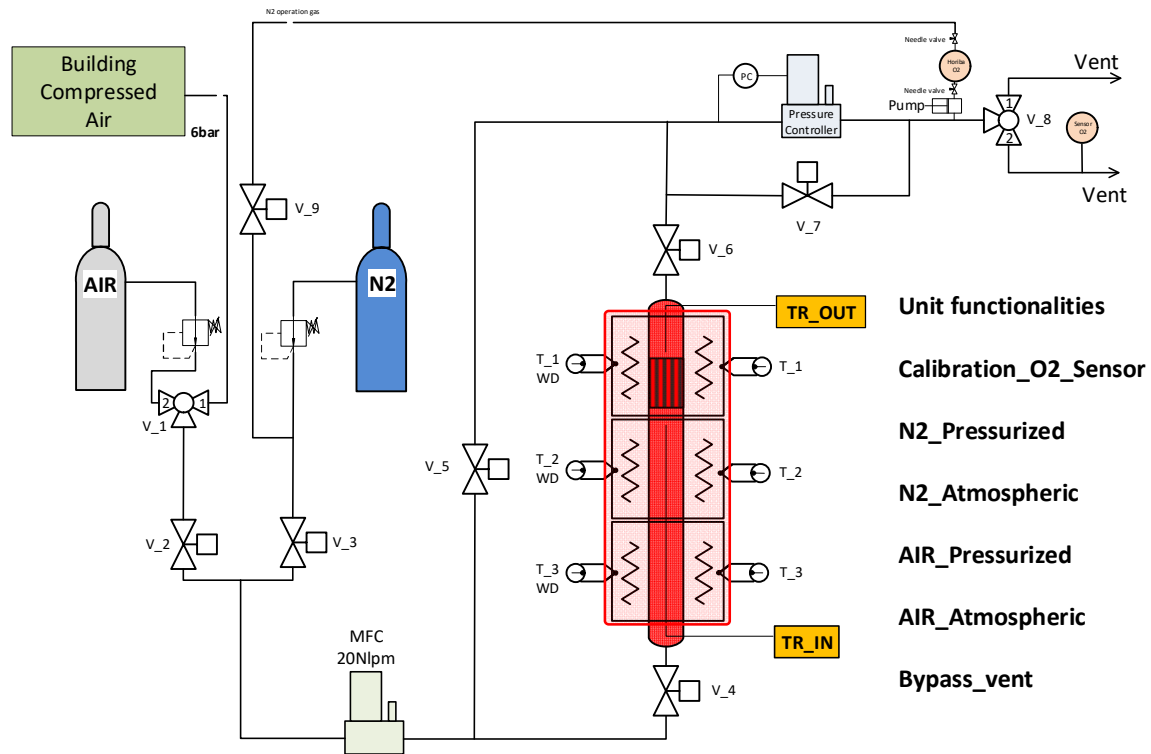 N2 operation gas
Building
Compressed
Air
6bar
Needle valve
Horiba
O2
Needle valve
Pump
PC
Pressure
Controller
Vent
1
2
V_8
Sensor
O2
Vent
V_9
V_7
V_6
AIR
N2
TR_OUT
Unit functionalities
T_1
WD
T_1
Calibration_O2_Sensor
2
1
V_1
N2_Pressurized
V_5
T_2
WD
T_2
N2_Atmospheric
V_2
V_3
AIR_Pressurized
T_3
WD
T_3
AIR_Atmospheric
TR_IN
MFC
20Nlpm
Bypass_vent
V_4